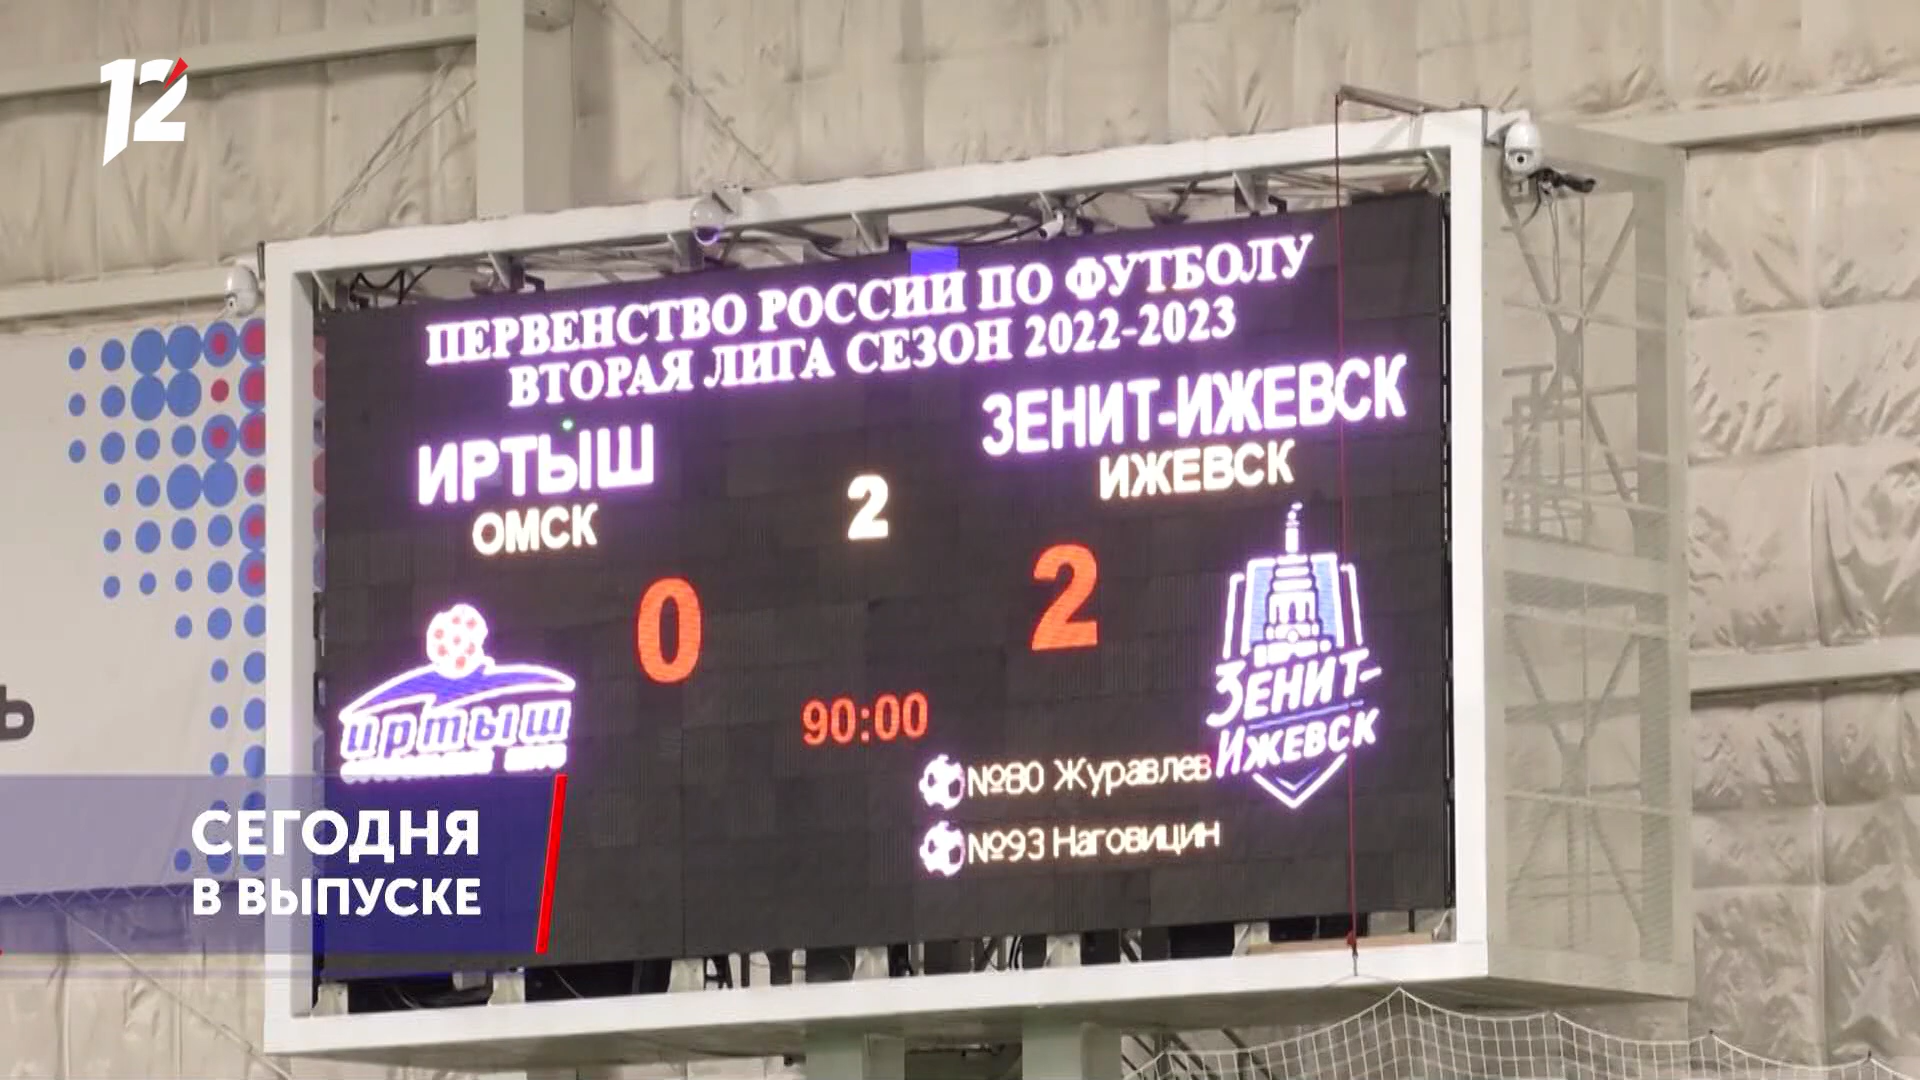 12
ПЕРВЕНСТВО РОССИИ ПО ФУТБОЛУ
ВТОРАЯ ЛИГА СЕЗОН 2022-2023
ИРТЫШ
ОМСК
2
ЗЕНИТ-ИЖЕВСК
ИЖЕВСК
0
2
90:00
иртыш
ЗЕНИТ-
ИЖЕВСК
№80 Журавлев
№93 Наговицин
Ь
СЕГОДНЯ
В ВЫПУСКЕ